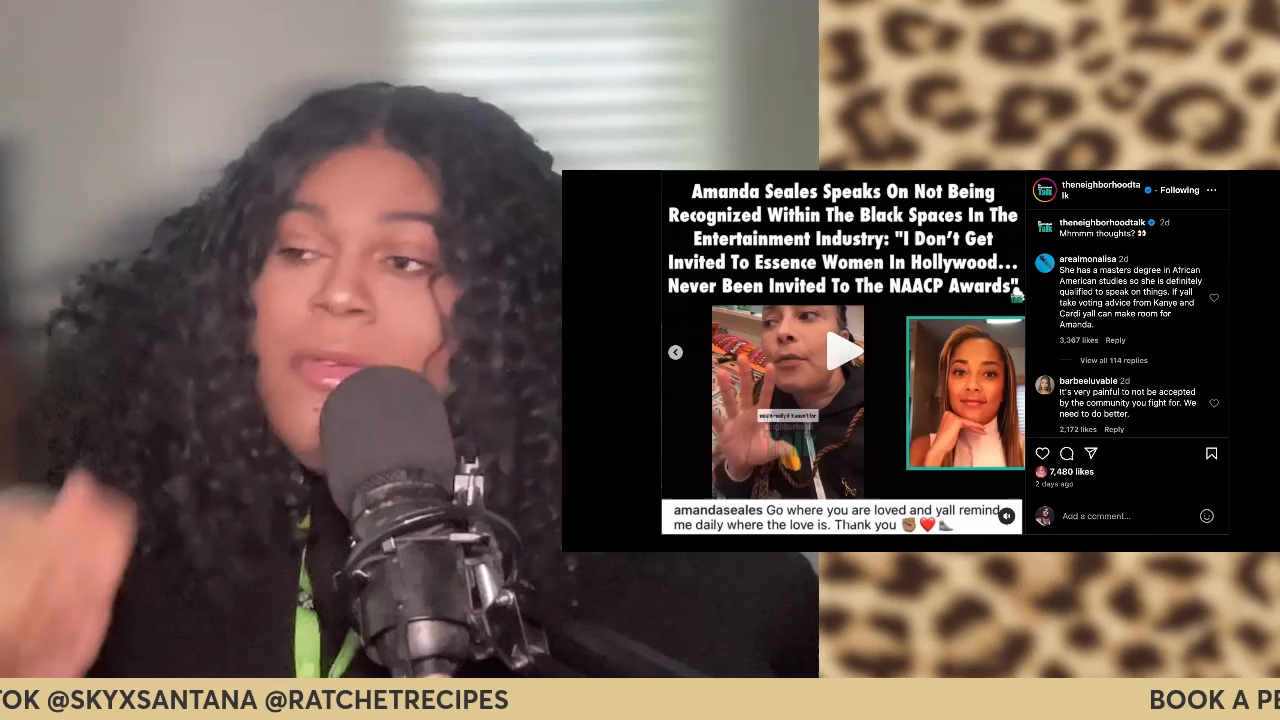 Amanda Seales Speaks On Not Being
Recognized Within The Black Spaces In The
Entertainment Industry: "I Don't Get
Invited To Essence Women In Hollywood...
Never Been Invited To The NAACP Awards"
would really if it wasn't for
amandaseales Go where you are loved and yall remind
me daily where the love is. Thank you ✊🏾❤️
theneighborhoodta
lk
• Following
theneighborhoodtalk 2d
Mhmmm thoughts? 👀
arealmonalisa 2d
She has a masters degree in African
American studies so she is definitely
qualified to speak on things. If yall
take voting advice from Kanye and
Cardi yall can make room for
Amanda.
3,367 likes Reply
View all 114 replies
barbeeluvable 2d
It's very painful to not be accepted
by the community you fight for. We
need to do better.
2,172 likes Reply
7,480 likes
2 days ago
Add a comment...
TOK @SKYXSANTANA @RATCHETRECIPES
BOOK A PE